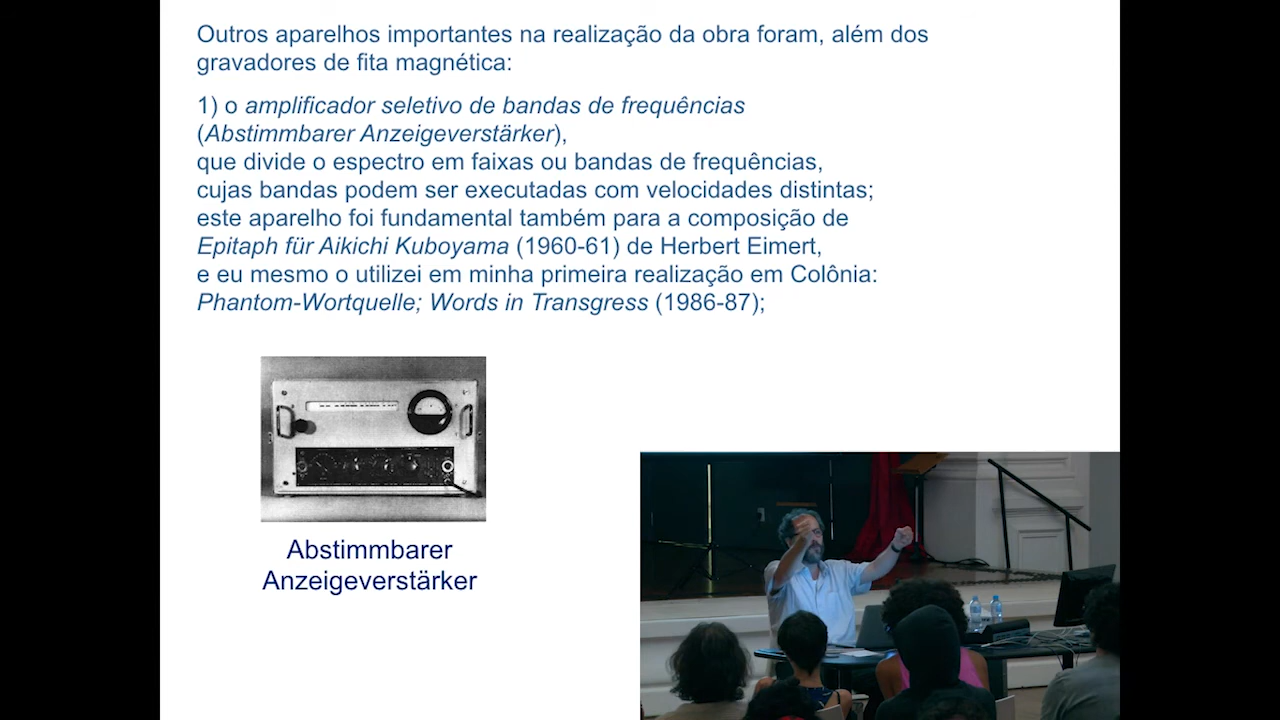 Outros aparelhos importantes na realização da obra foram, além dos
gravadores de fita magnética:
1) o amplificador seletivo de bandas de frequências
(Abstimmbarer Anzeigeverstärker),
que divide o espectro em faixas ou bandas de frequências,
cujas bandas podem ser executadas com velocidades distintas;
este aparelho foi fundamental também para a composição de
Epitaph für Aikichi Kuboyama (1960-61) de Herbert Eimert,
e eu mesmo o utilizei em minha primeira realização em Colônia:
Phantom-Wortquelle; Words in Transgress (1986-87);
Abstimmbarer
Anzeigeverstärker